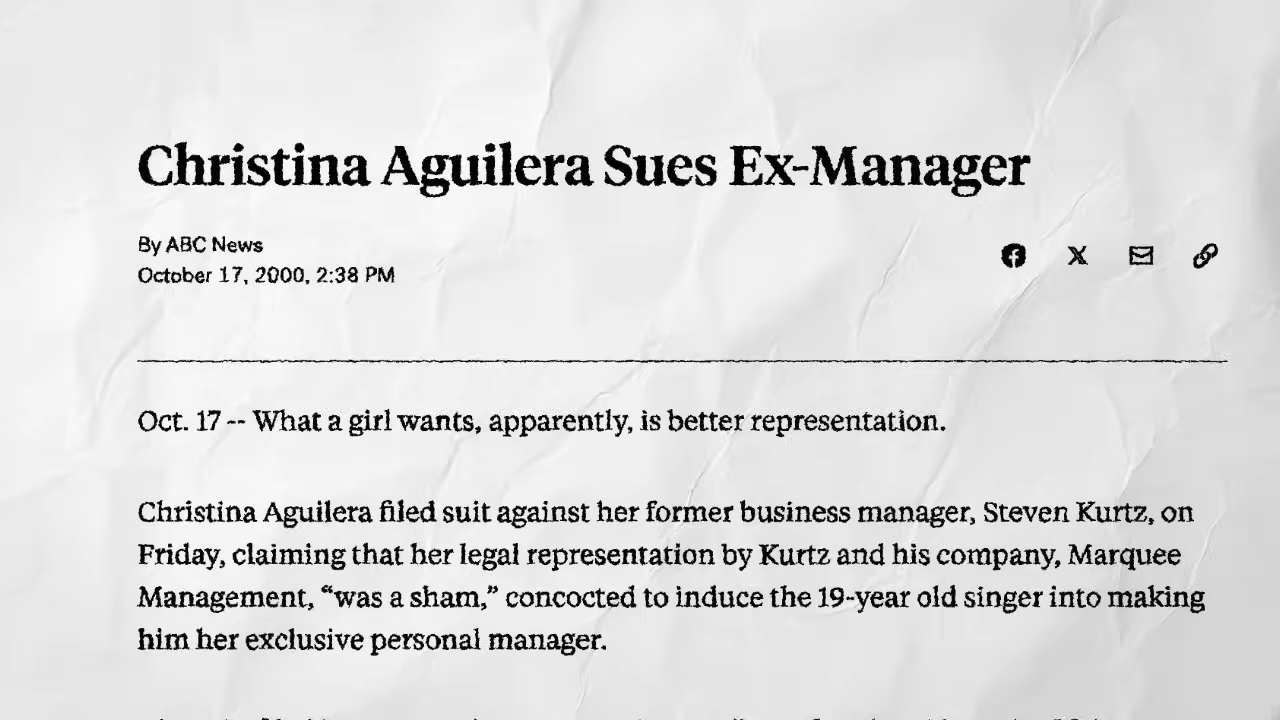 Christina Aguilera Sues Ex-Manager
By ABC News
October 17, 2000, 2:38 PM
Oct. 17 -- What a girl wants, apparently, is better representation.
Christina Aguilera filed suit against her former business manager, Steven Kurtz, on
Friday, claiming that her legal representation by Kurtz and his company, Marquee
Management, “was a sham,” concocted to induce the 19-year old singer into making
him her exclusive personal manager.